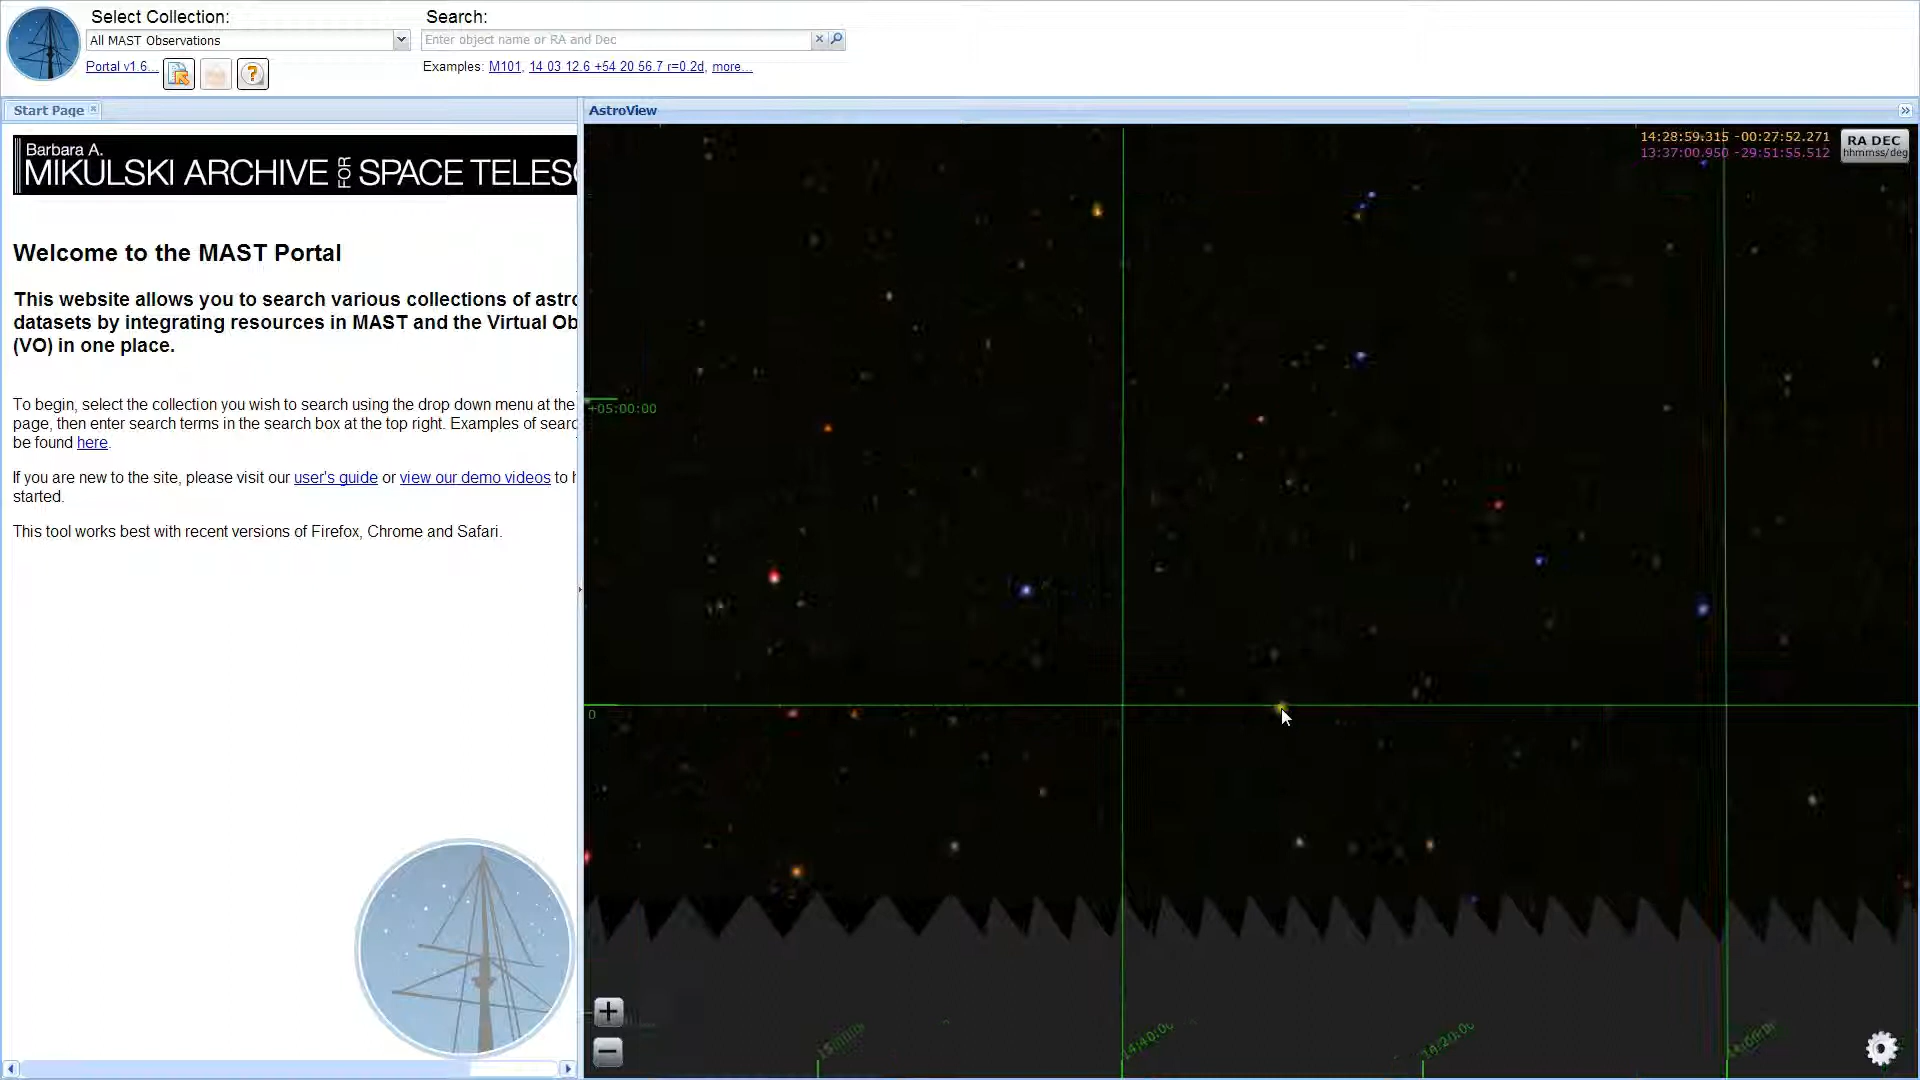 Select Collection:
Search:
All MAST Observations
Enter object name or RA and Dec
Portal v1.6...
Examples: M101, 14 03 12.6 +54 20 56.7 r=0.2d, more...
Start Page
AstroView
14:28:59.315 -00:27:52.271
13:37:00.950 -29:51:55.512
RA DEC
hhmmss/deg
Barbara A.
MIKULSKI ARCHIVE FOR SPACE TELESC
Welcome to the MAST Portal
This website allows you to search various collections of astro
datasets by integrating resources in MAST and the Virtual Ob
(VO) in one place.
To begin, select the collection you wish to search using the drop down menu at the
page, then enter search terms in the search box at the top right. Examples of searc
be found here.
If you are new to the site, please visit our user's guide or view our demo videos to h
started.
This tool works best with recent versions of Firefox, Chrome and Safari.
+05:00:00
0
14:40:00
14:20:00